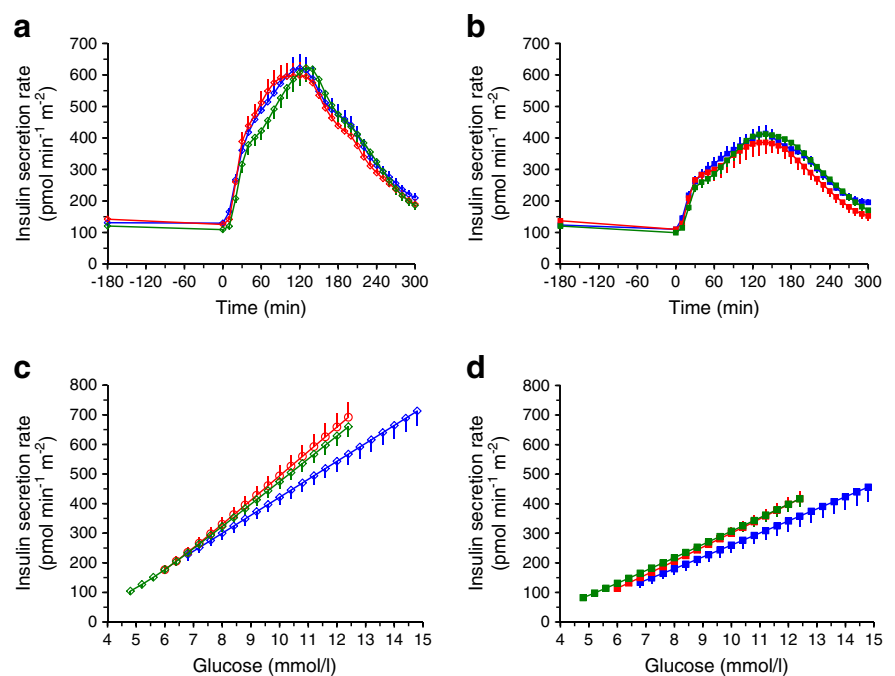 a
b
Insulin secretion rate
(pmol min⁻¹ m⁻²)
700
600
500
400
300
200
100
0
-180 -120 -60 0 60 120 180 240 300
Time (min)
Insulin secretion rate
(pmol min⁻¹ m⁻²)
700
600
500
400
300
200
100
0
-180 -120 -60 0 60 120 180 240 300
Time (min)
c
d
Insulin secretion rate
(pmol min⁻¹ m⁻²)
800
700
600
500
400
300
200
100
0
4 5 6 7 8 9 10 11 12 13 14 15
Glucose (mmol/l)
Insulin secretion rate
(pmol min⁻¹ m⁻²)
800
700
600
500
400
300
200
100
0
4 5 6 7 8 9 10 11 12 13 14 15
Glucose (mmol/l)